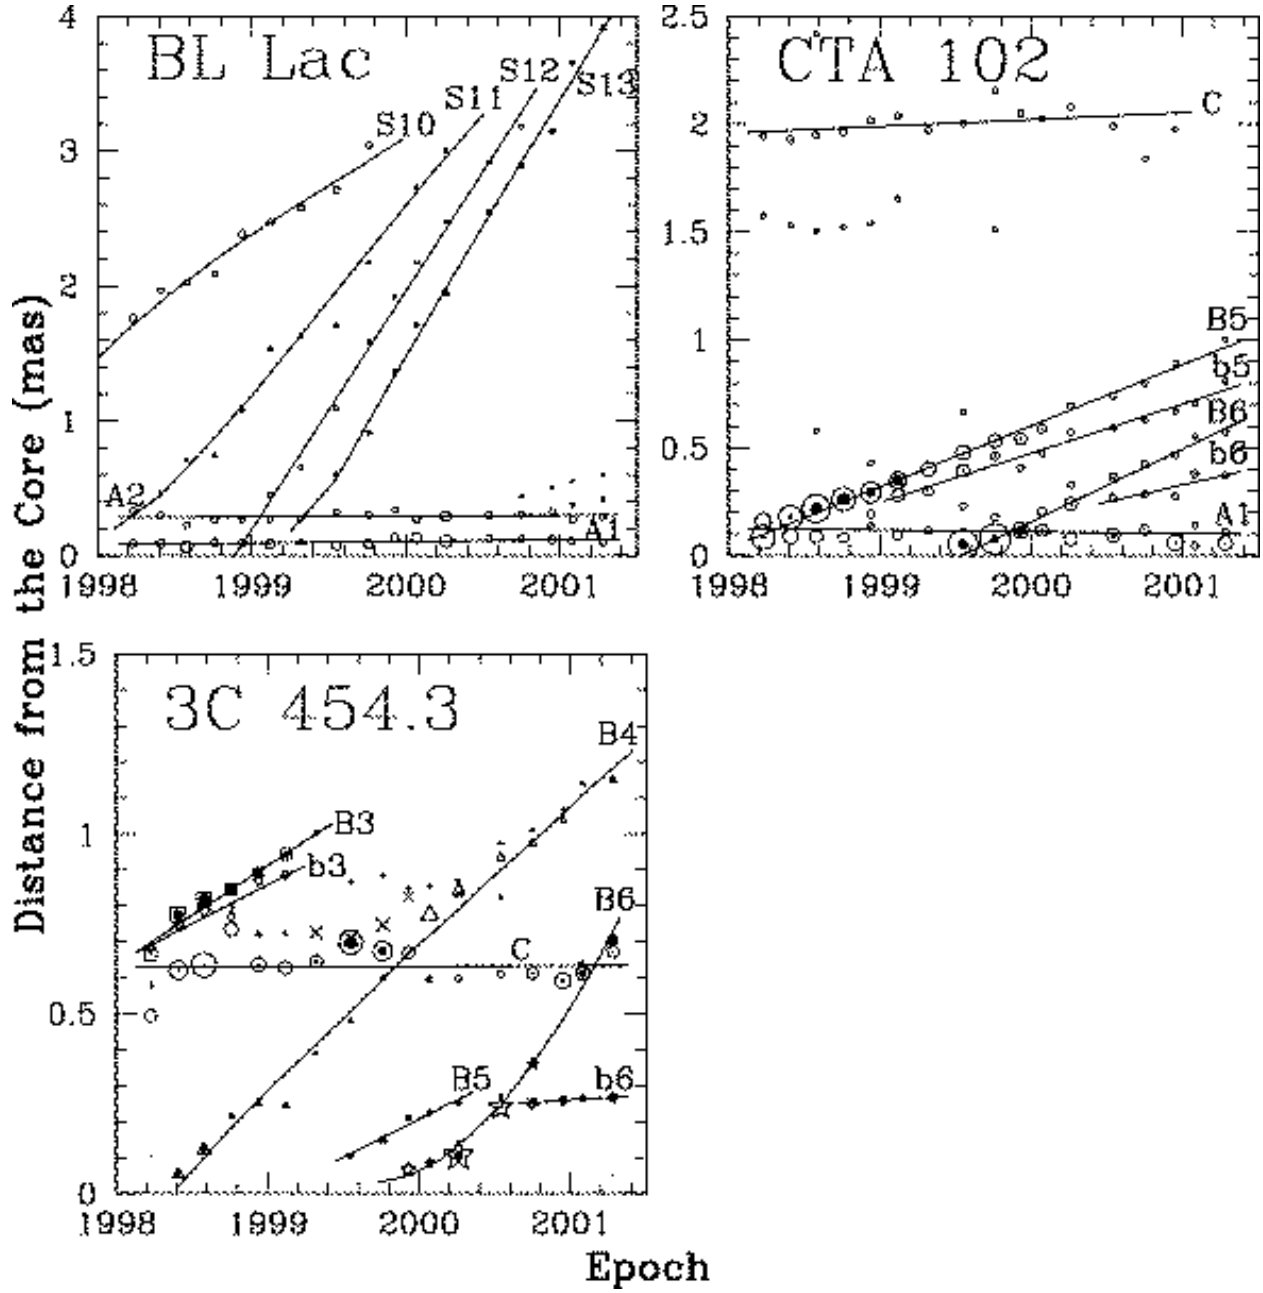 BL Lac
4
3
2
1
0
S10
S11
S12
S13
A2
A1
1998
1999
2000
2001
CTA 102
2.5
2
1.5
1
0.5
0
C
B5
b5
B6
b6
A1
1998
1999
2000
2001
3C 454.3
1.5
1
0.5
0
B3
b3
B4
B6
C
B5
b6
1998
1999
2000
2001
Distance from the Core (mas)
Epoch